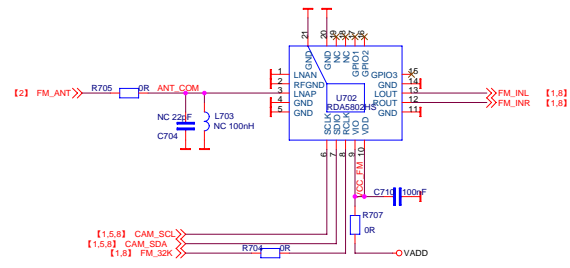 21 20 19 18 17 16
GND GND NC NC GPIO1 GPIO2
1 LNAN GPIO3 15
2 RFGND GND 14
【2】 FM_ANT R705 0R ANT_COM 3 LNAP LOUT 13 FM_INL 【1,8】
4 GND U702 ROUT 12 FM_INR 【1,8】
5 GND RDA5802HS GND 11
NC 22pF L703
C704 NC 100nH
SCLK SDIO RCLK VIO VDD
6 7 8 9 10
VCC_FM
C710 100nF
R707
0R
【1,5,8】 CAM_SCL
【1,5,8】 CAM_SDA
【1,8】 FM_32K R704 0R
VADD